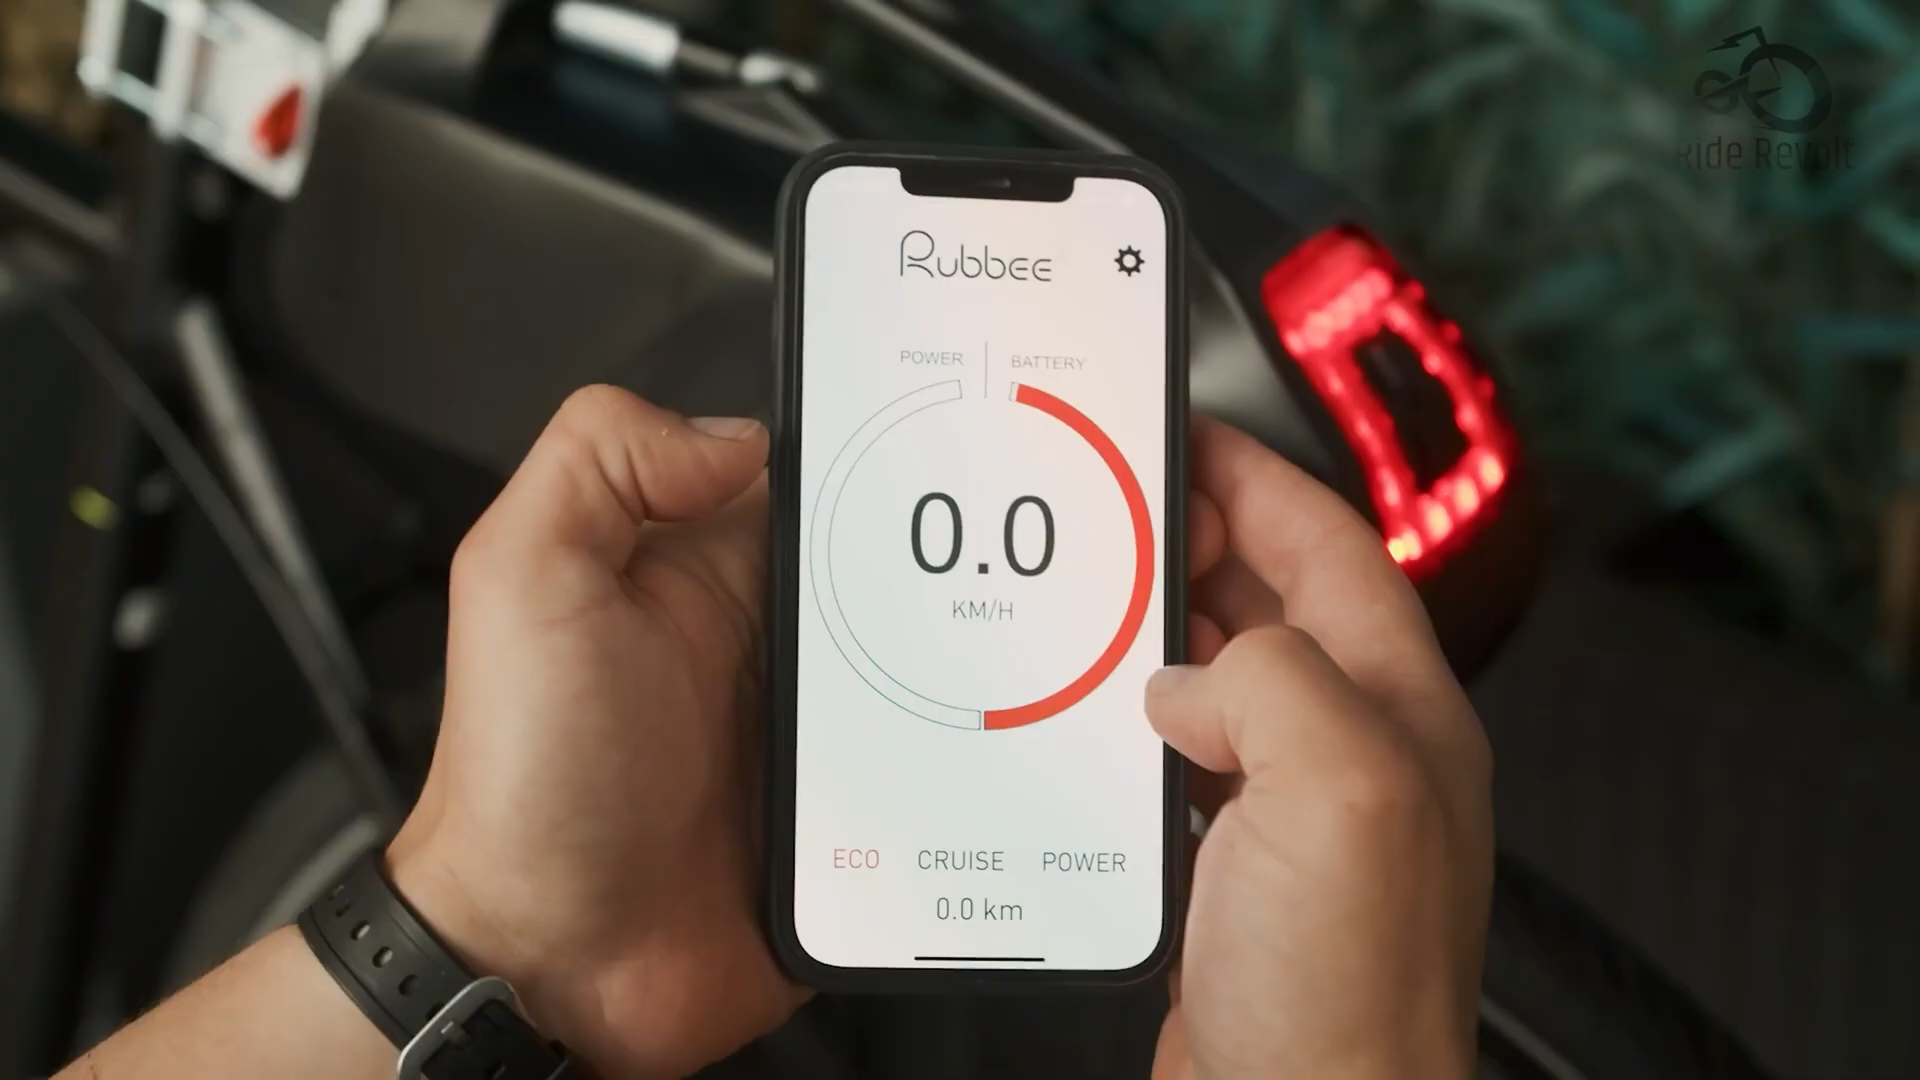 Ride Revolt
Rubbee
POWER BATTERY
0.0
KM/H
ECO CRUISE POWER
0.0 km